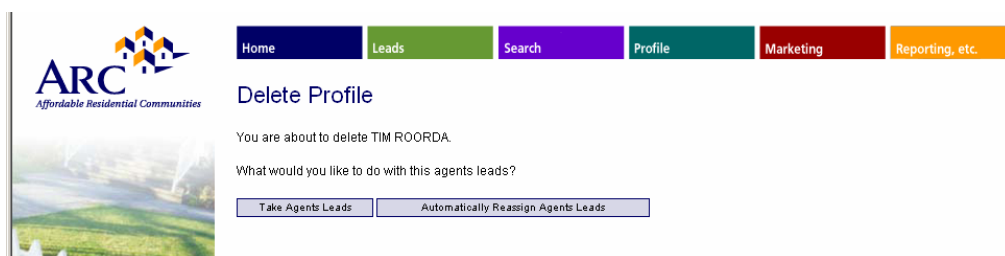 ARC
Affordable Residential Communities
Home Leads Search Profile Marketing Reporting, etc.
Delete Profile
You are about to delete TIM ROORDA.
What would you like to do with this agents leads?
Take Agents Leads Automatically Reassign Agents Leads